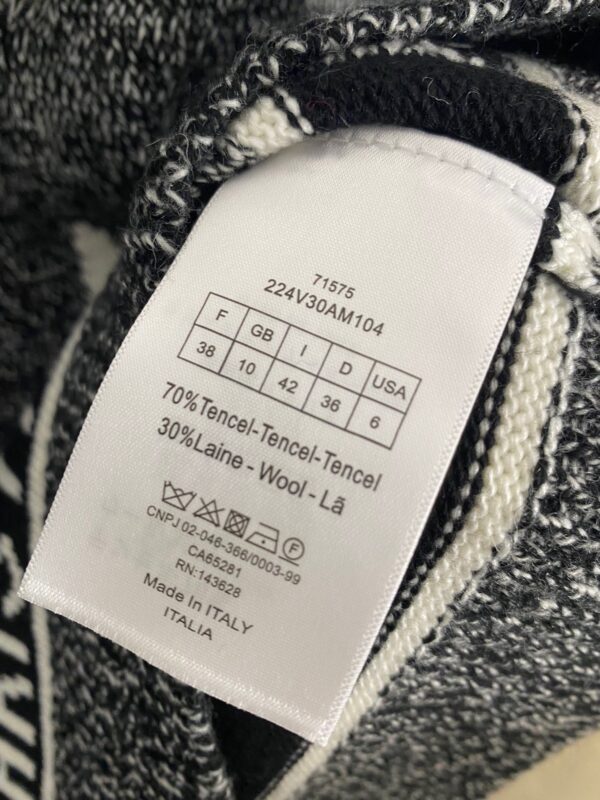 71575
224V30AM104
F GB I D USA
38 10 42 36 6
70%Tencel-Tencel-Tencel
30%Laine - Wool - Lã
F
CNPJ 02-046-366/0003-99
CA65281
RN:143628
Made In ITALY
ITALIA